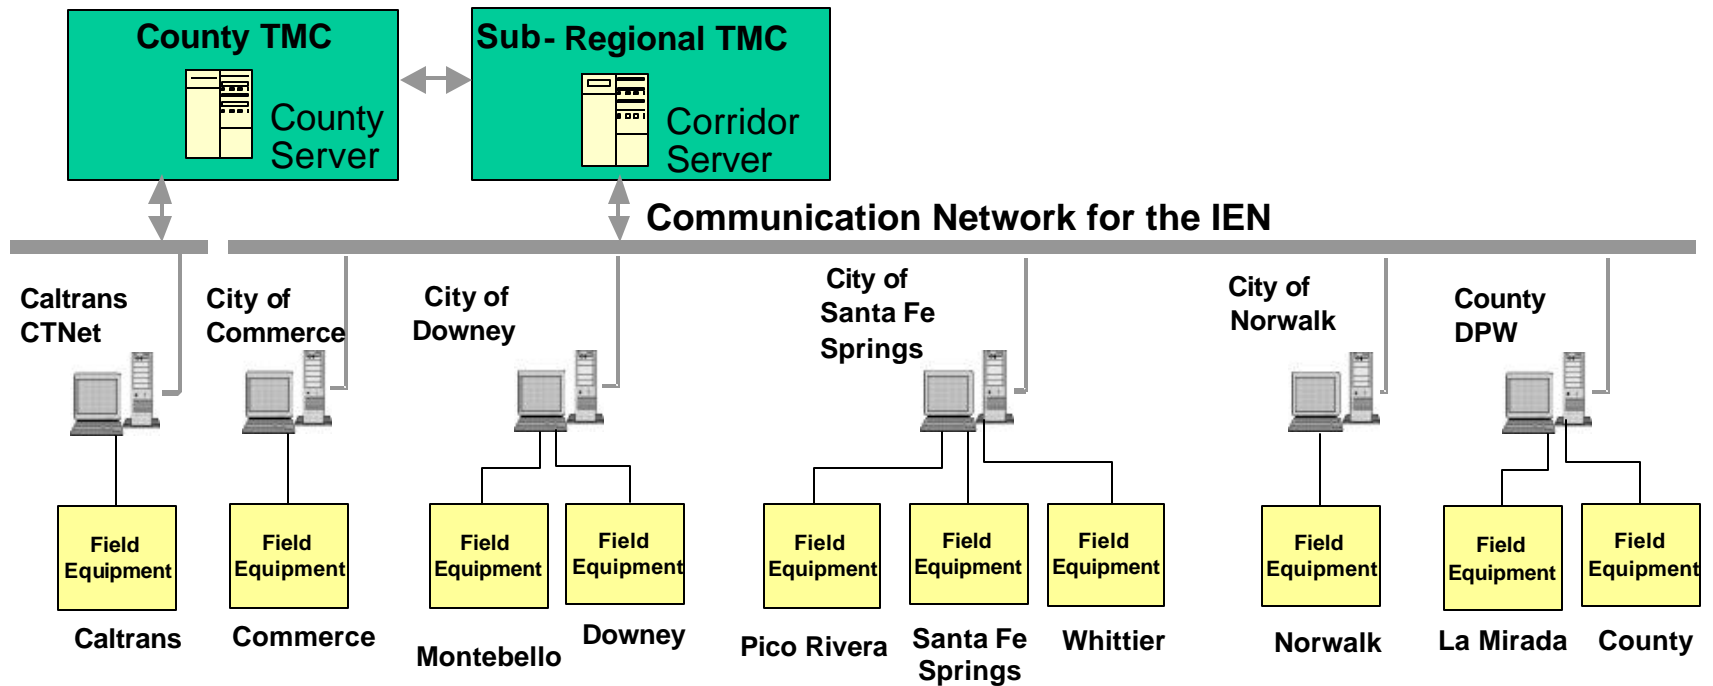 County TMC
County
Server
Sub- Regional TMC
Corridor
Server
Communication Network for the IEN
Caltrans
CTNet
City of
Commerce
City of
Downey
City of
Santa Fe
Springs
City of
Norwalk
County
DPW
Field
Equipment
Field
Equipment
Field
Equipment
Field
Equipment
Field
Equipment
Field
Equipment
Field
Equipment
Field
Equipment
Field
Equipment
Field
Equipment
Caltrans
Commerce
Montebello
Downey
Pico Rivera
Santa Fe
Springs
Whittier
Norwalk
La Mirada
County